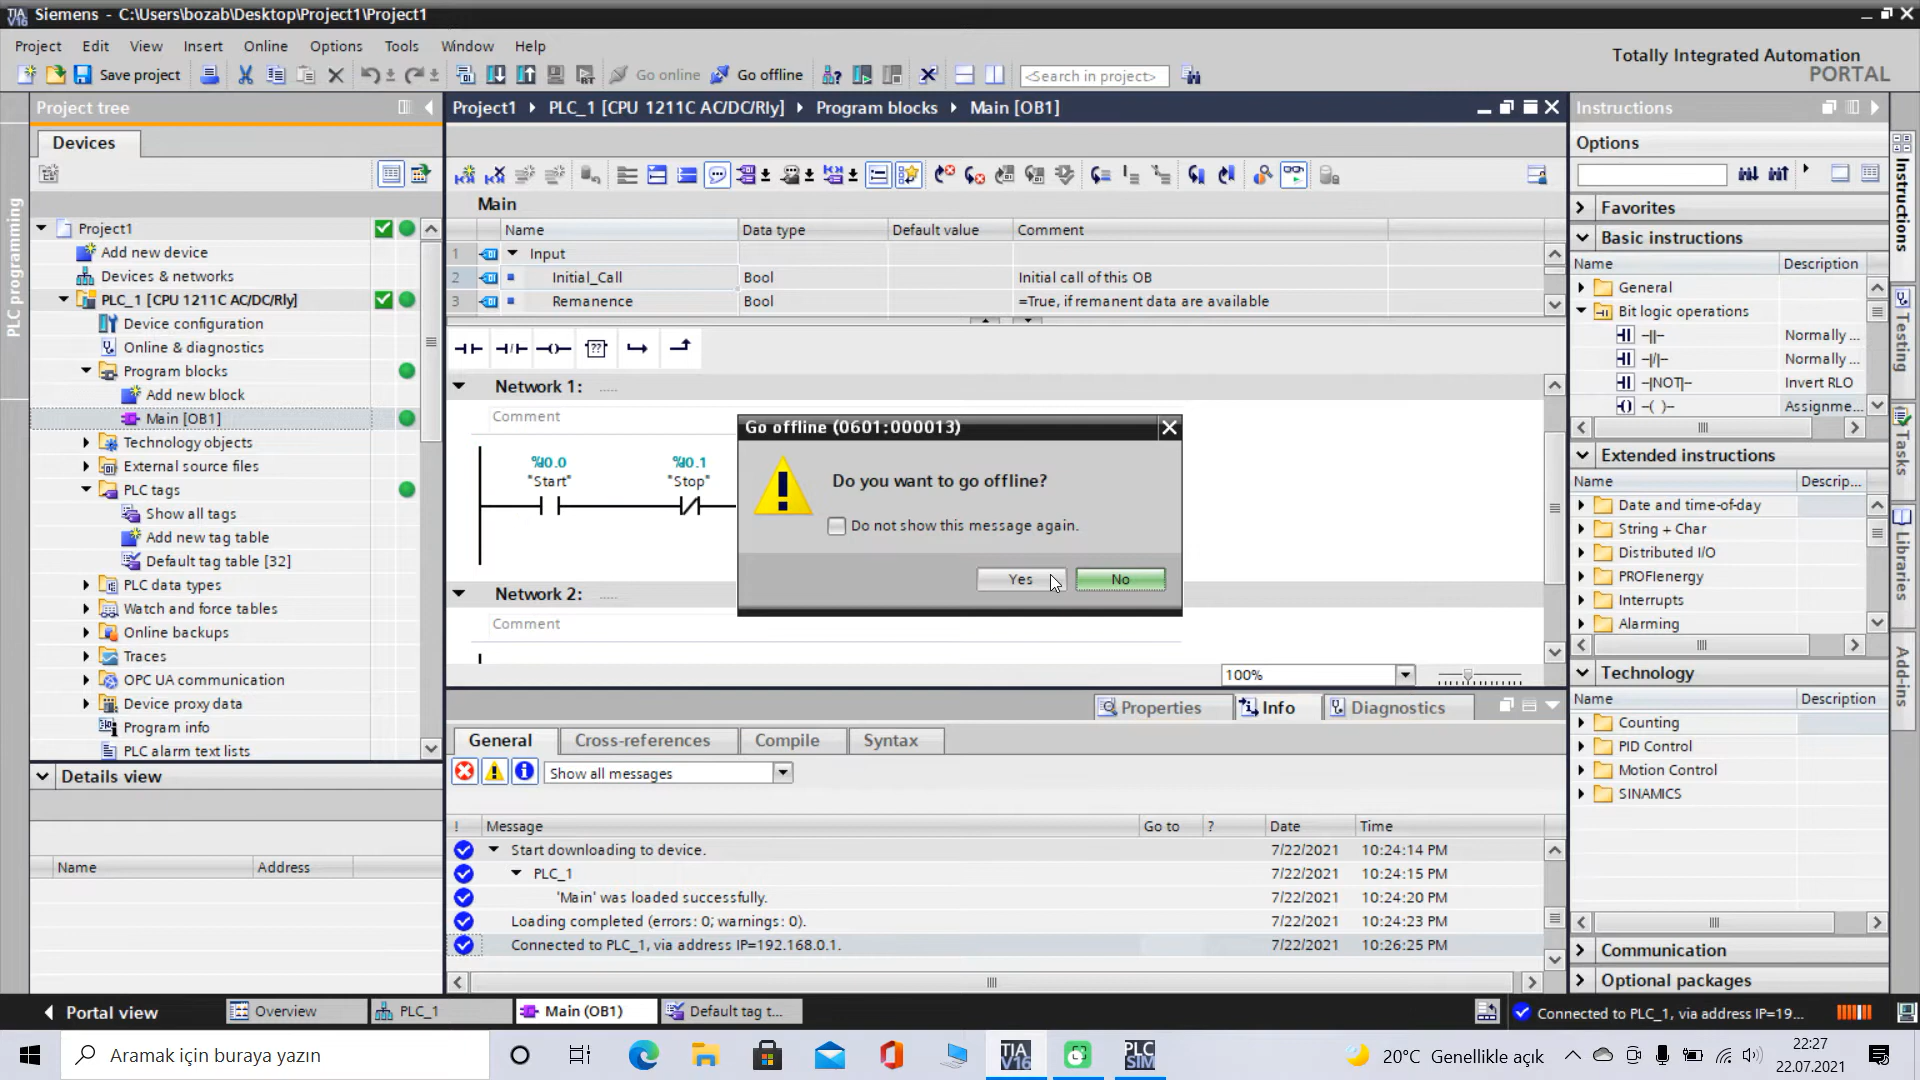 Siemens - C:\Users\bozab\Desktop\Project1\Project1
Project Edit View Insert Online Options Tools Window Help
Totally Integrated Automation
PORTAL
Save project
Go online
Go offline
<Search in project>
Project tree
Project1 PLC_1 [CPU 1211C AC/DC/Rly] Program blocks Main [OB1]
Instructions
Devices
Options
PLC programming
Project1
Add new device
Devices & networks
PLC_1 [CPU 1211C AC/DC/Rly]
Device configuration
Online & diagnostics
Program blocks
Add new block
Main [OB1]
Technology objects
External source files
PLC tags
Show all tags
Add new tag table
Default tag table [32]
PLC data types
Watch and force tables
Online backups
Traces
OPC UA communication
Device proxy data
Program info
PLC alarm text lists
Details view
Name Address
Main
Name Data type Default value Comment
1 Input
2 Initial_Call Bool Initial call of this OB
3 Remanence Bool =True, if remanent data are available
??
Network 1: .....
Comment
%I0.0
"Start"
%I0.1
"Stop"
Go offline (0601:000013)
Do you want to go offline?
Do not show this message again.
Yes No
Network 2: .....
Comment
100%
Properties Info Diagnostics
General Cross-references Compile Syntax
Show all messages
! Message Go to ? Date Time
Start downloading to device. 7/22/2021 10:24:14 PM
PLC_1 7/22/2021 10:24:15 PM
'Main' was loaded successfully. 7/22/2021 10:24:20 PM
Loading completed (errors: 0; warnings: 0). 7/22/2021 10:24:23 PM
Connected to PLC_1, via address IP=192.168.0.1. 7/22/2021 10:26:25 PM
Favorites
Basic instructions
Name Description
General
Bit logic operations
-| |- Normally ...
-|/|- Normally ...
-|NOT|- Invert RLO
-( )- Assignme...
Extended instructions
Name Descrip...
Date and time-of-day
String + Char
Distributed I/O
PROFIenergy
Interrupts
Alarming
Technology
Name Description
Counting
PID Control
Motion Control
SINAMICS
Communication
Optional packages
Instructions
Testing
Tasks
Libraries
Add-ins
Portal view
Overview
PLC_1
Main (OB1)
Default tag t...
Connected to PLC_1, via address IP=19...
Aramak için buraya yazın
TIA
V16
PLC
SIM
20°C Genellikle açık
22:27
22.07.2021